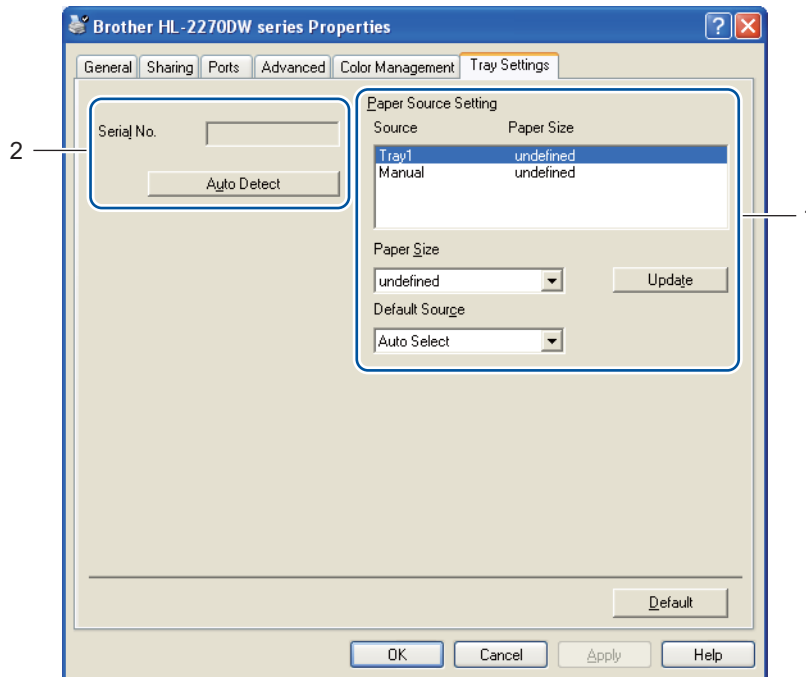 Brother HL-2270DW series Properties
General Sharing Ports Advanced Color Management Tray Settings
2
Serial No.
Auto Detect
Paper Source Setting
Source Paper Size
Tray1 undefined
Manual undefined
Paper Size
undefined Update
Default Source
Auto Select
Default
OK Cancel Apply Help